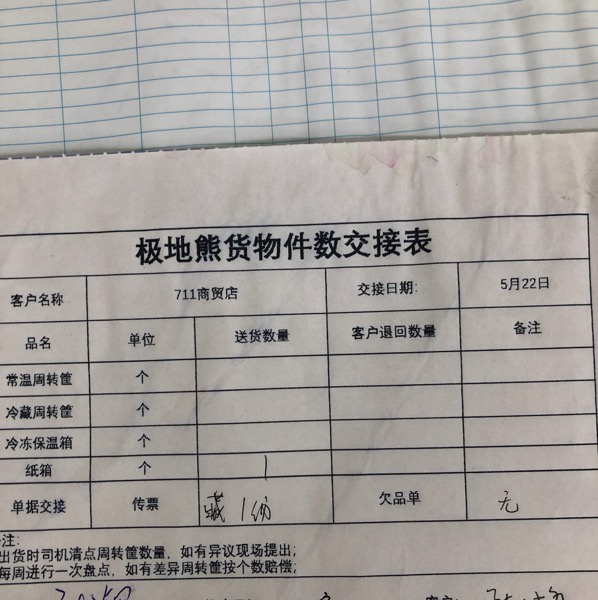 极地熊货物件数交接表
客户名称 711商贸店 交接日期: 5月22日
品名 单位 送货数量 客户退回数量 备注
常温周转筐 个
冷藏周转筐 个
冷冻保温箱 个
纸箱 个 1
单据交接 传票 藏1份 欠品单 无
注:
出货时司机清点周转筐数量，如有异议现场提出;
每周进行一次盘点，如有差异周转筐按个数赔偿;